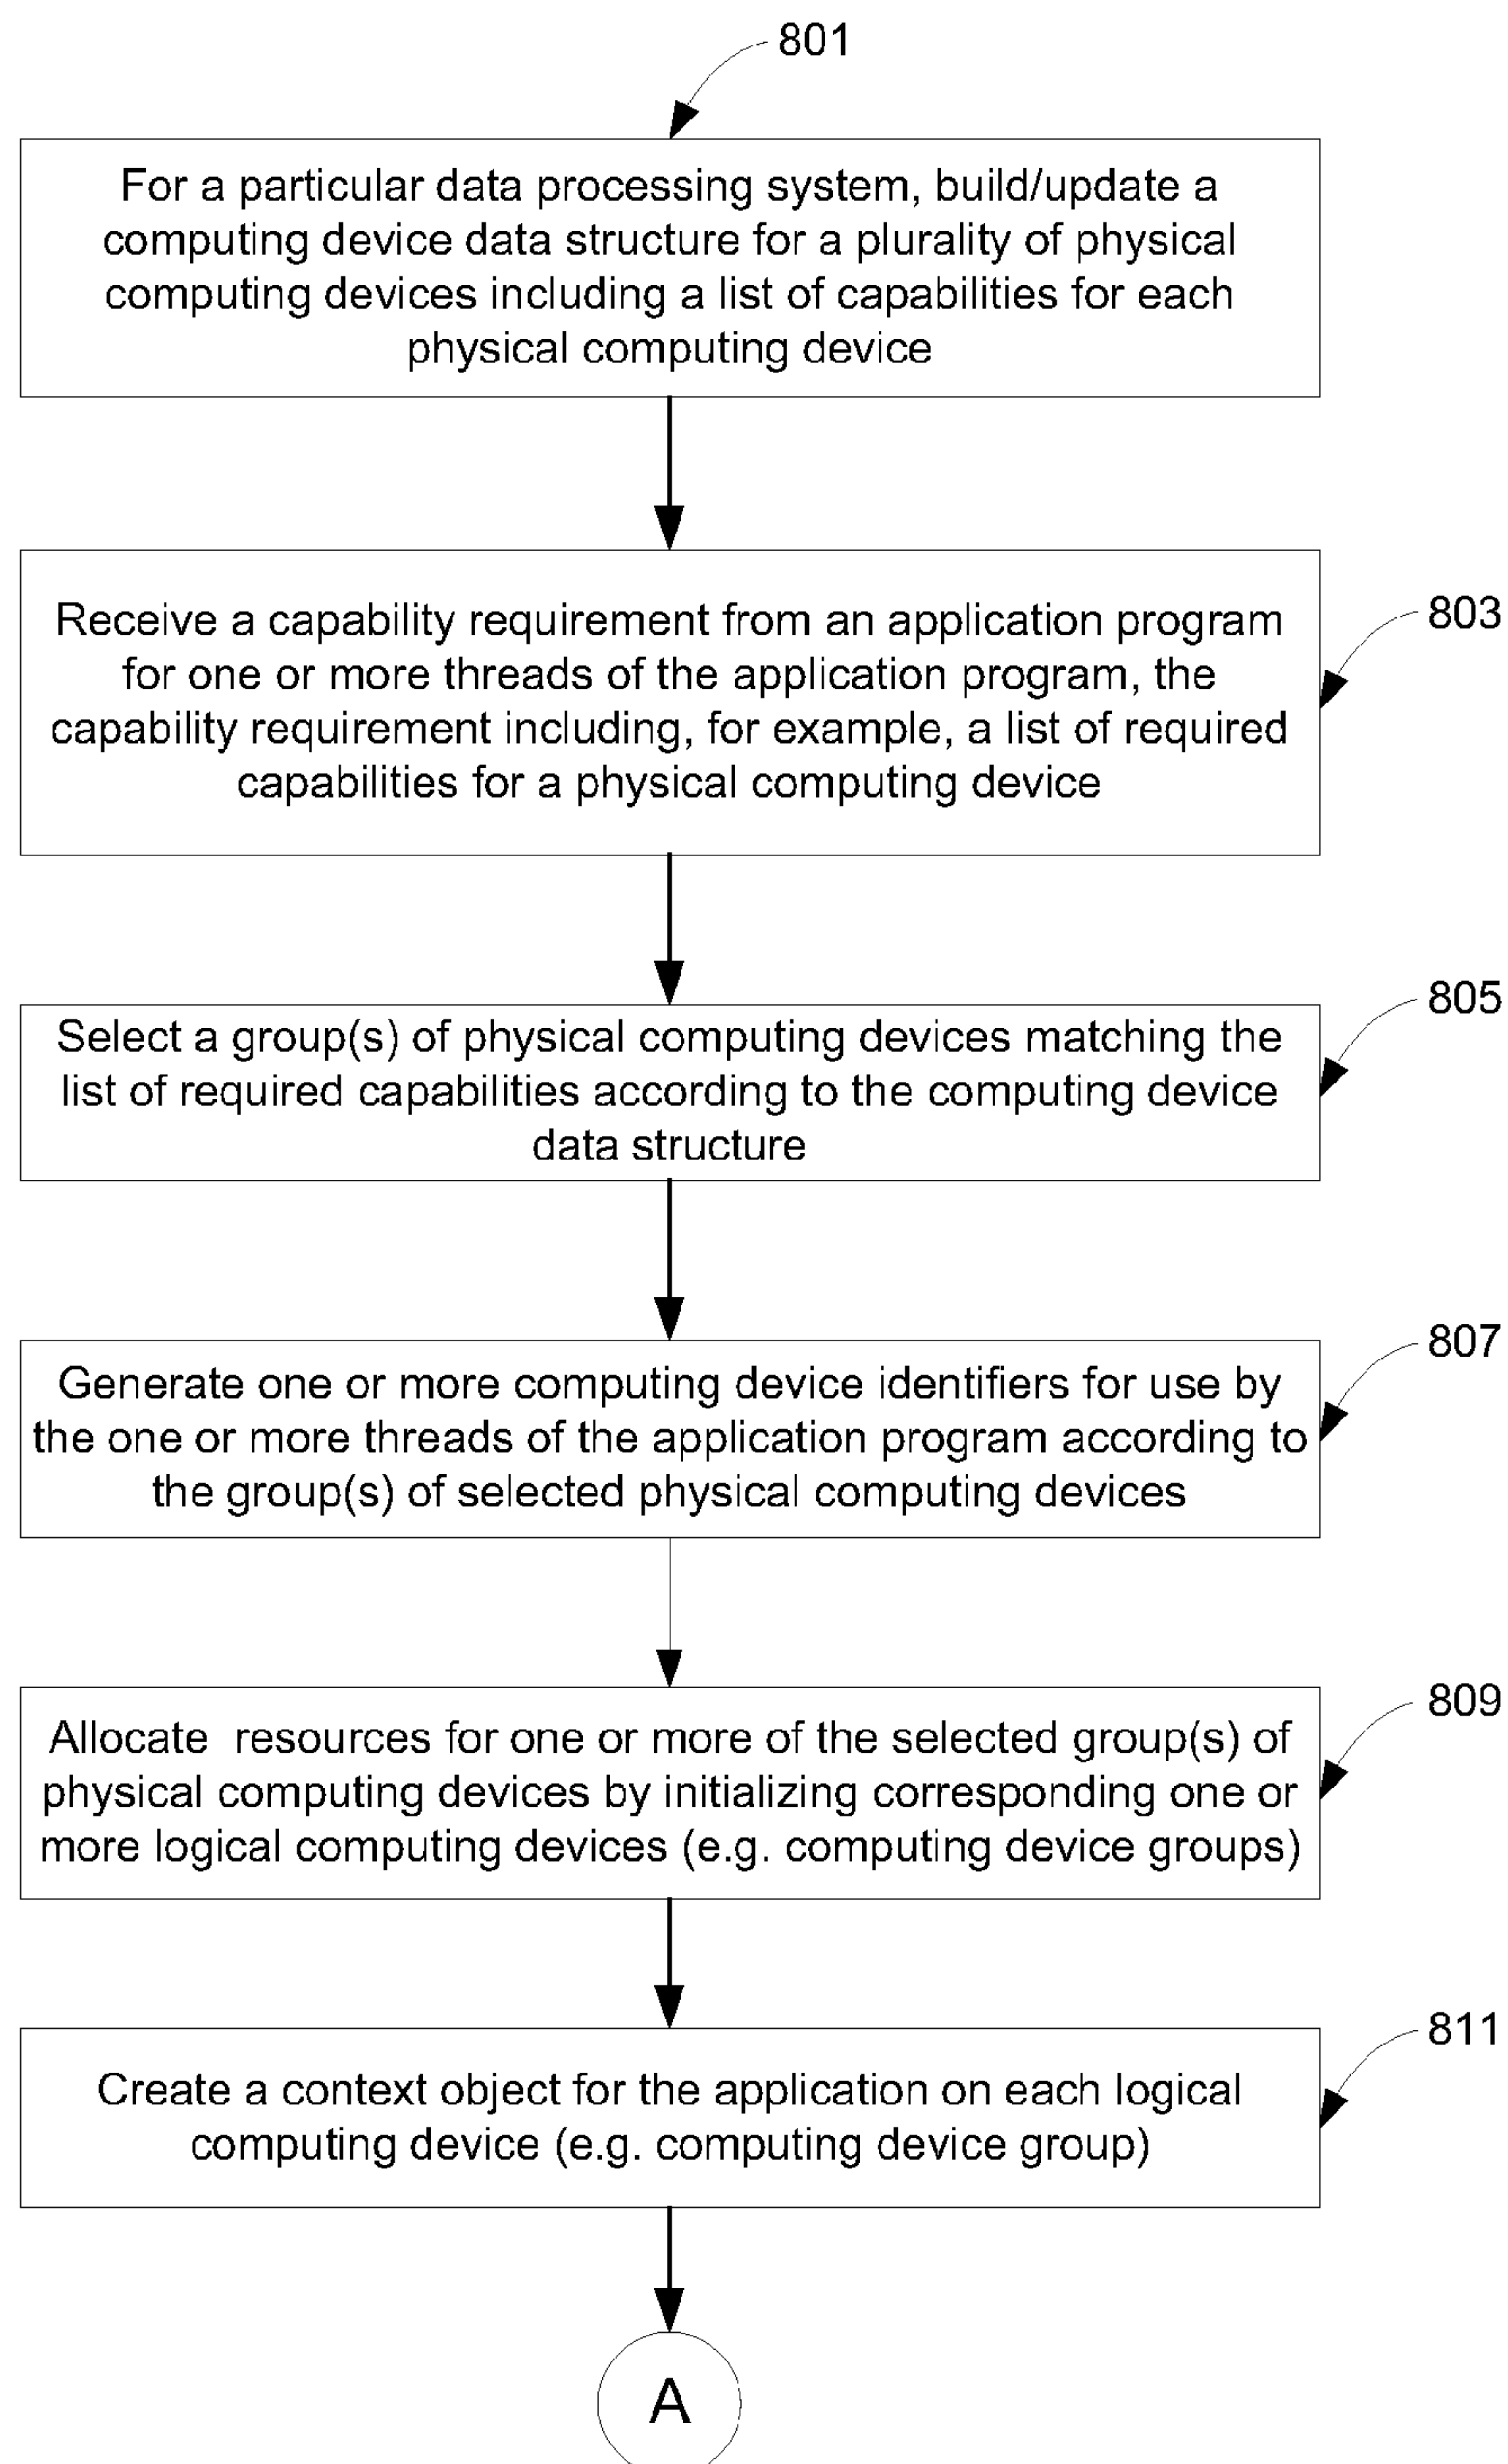 801
For a particular data processing system, build/update a
computing device data structure for a plurality of physical
computing devices including a list of capabilities for each
physical computing device
803
Receive a capability requirement from an application program
for one or more threads of the application program, the
capability requirement including, for example, a list of required
capabilities for a physical computing device
805
Select a group(s) of physical computing devices matching the
list of required capabilities according to the computing device
data structure
807
Generate one or more computing device identifiers for use by
the one or more threads of the application program according to
the group(s) of selected physical computing devices
809
Allocate  resources for one or more of the selected group(s) of
physical computing devices by initializing corresponding one or
more logical computing devices (e.g. computing device groups)
811
Create a context object for the application on each logical
computing device (e.g. computing device group)
A